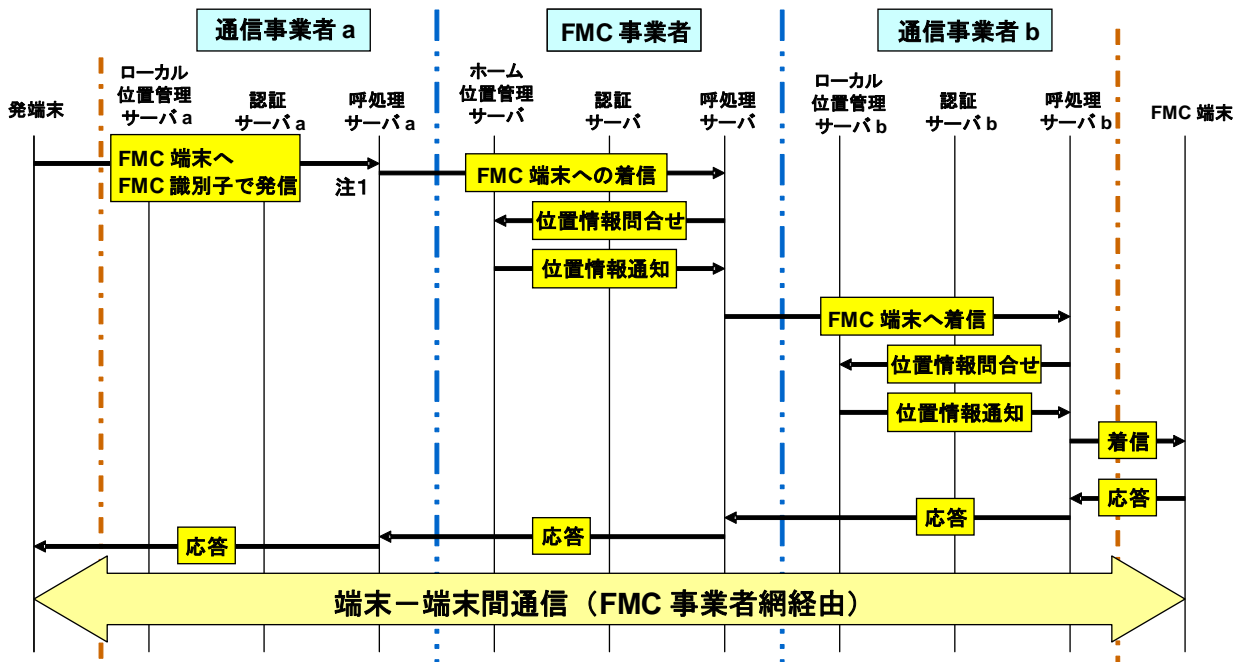 通信事業者 a
FMC 事業者
通信事業者 b
発端末
ローカル
位置管理
サーバ a
認証
サーバ a
呼処理
サーバ a
ホーム
位置管理
サーバ
認証
サーバ
呼処理
サーバ
ローカル
位置管理
サーバ b
認証
サーバ b
呼処理
サーバ b
FMC 端末
FMC 端末へ
FMC 識別子で発信
注1
FMC 端末への着信
位置情報問合せ
位置情報通知
FMC 端末へ着信
位置情報問合せ
位置情報通知
着信
応答
応答
応答
応答
端末－端末間通信（FMC 事業者網経由）